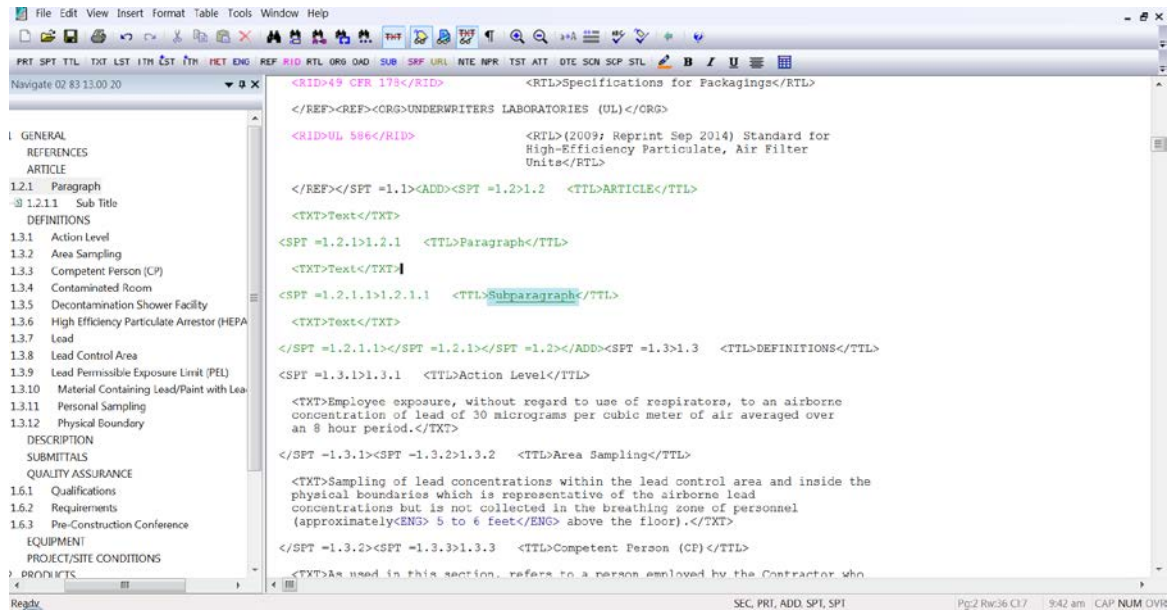 File Edit View Insert Format Table Tools Window Help
PRT SPT TTL TXT LST ITM LST ITM MET ENG REF RID RTL ORG OAD SUB SRF URL NTE NPR TST ATT DTE SCN SCP STL B I U
Navigate 02 83 13.00 20
1 GENERAL
REFERENCES
ARTICLE
1.2.1 Paragraph
1.2.1.1 Sub Title
DEFINITIONS
1.3.1 Action Level
1.3.2 Area Sampling
1.3.3 Competent Person (CP)
1.3.4 Contaminated Room
1.3.5 Decontamination Shower Facility
1.3.6 High Efficiency Particulate Arrestor (HEPA
1.3.7 Lead
1.3.8 Lead Control Area
1.3.9 Lead Permissible Exposure Limit (PEL)
1.3.10 Material Containing Lead/Paint with Lea
1.3.11 Personal Sampling
1.3.12 Physical Boundary
DESCRIPTION
SUBMITTALS
QUALITY ASSURANCE
1.6.1 Qualifications
1.6.2 Requirements
1.6.3 Pre-Construction Conference
EQUIPMENT
PROJECT/SITE CONDITIONS
PRODUCTS
<RID>49 CFR 178</RID> <RTL>Specifications for Packagings</RTL>
</REF><REF><ORG>UNDERWRITERS LABORATORIES (UL)</ORG>
<RID>UL 586</RID> <RTL>(2009; Reprint Sep 2014) Standard for
High-Efficiency Particulate, Air Filter
Units</RTL>
</REF></SPT =1.1><ADD><SPT =1.2>1.2 <TTL>ARTICLE</TTL>
<TXT>Text</TXT>
<SPT =1.2.1>1.2.1 <TTL>Paragraph</TTL>
<TXT>Text</TXT>
<SPT =1.2.1.1>1.2.1.1 <TTL>Subparagraph</TTL>
<TXT>Text</TXT>
</SPT =1.2.1.1></SPT =1.2.1></SPT =1.2></ADD><SPT =1.3>1.3 <TTL>DEFINITIONS</TTL>
<SPT =1.3.1>1.3.1 <TTL>Action Level</TTL>
<TXT>Employee exposure, without regard to use of respirators, to an airborne
concentration of lead of 30 micrograms per cubic meter of air averaged over
an 8 hour period.</TXT>
</SPT =1.3.1><SPT =1.3.2>1.3.2 <TTL>Area Sampling</TTL>
<TXT>Sampling of lead concentrations within the lead control area and inside the
physical boundaries which is representative of the airborne lead
concentrations but is not collected in the breathing zone of personnel
(approximately<ENG> 5 to 6 feet</ENG> above the floor).</TXT>
</SPT =1.3.2><SPT =1.3.3>1.3.3 <TTL>Competent Person (CP)</TTL>
<TXT>As used in this section, refers to a person employed by the Contractor who
Ready SEC, PRT, ADD, SPT, SPT Pg:2 Rw:36 Cl:7 9:42 am CAP NUM OVR